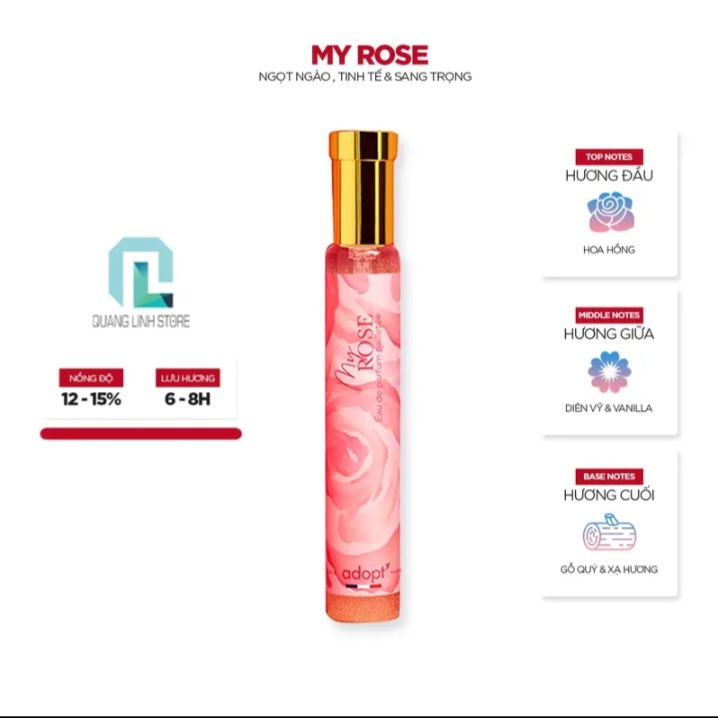 MY ROSE
NGỌT NGÀO , TINH TẾ & SANG TRỌNG
QUANG LINH STORE
NỒNG ĐỘ
12 - 15%
LƯU HƯƠNG
6 - 8H
My
ROSE
Eau de parfum pailletée
adopt'
TOP NOTES
HƯƠNG ĐẦU
HOA HỒNG
MIDDLE NOTES
HƯƠNG GIỮA
DIÊN VỸ & VANILLA
BASE NOTES
HƯƠNG CUỐI
GỖ QUÝ & XẠ HƯƠNG